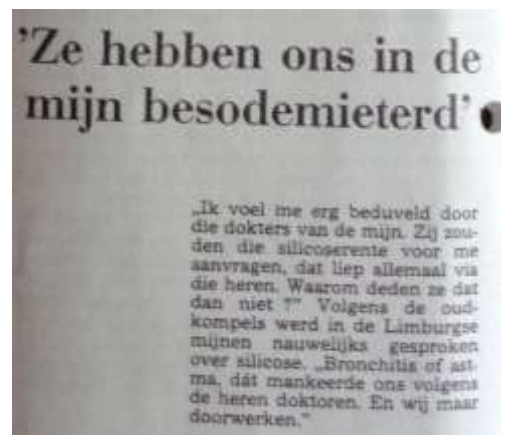 ’Ze hebben ons in de
mijn besodemieterd’
„Ik voel me erg beduveld door
die dokters van de mijn. Zij zou-
den die silicoserente voor me
aanvragen, dat liep allemaal via
die heren. Waarom deden ze dat
dan niet ?” Volgens de oud-
kompels werd in de Limburgse
mijnen nauwelijks gesproken
over silicose. „Bronchitis of ast-
ma, dát mankeerde ons volgens
de heren doktoren. En wij maar
doorwerken.”